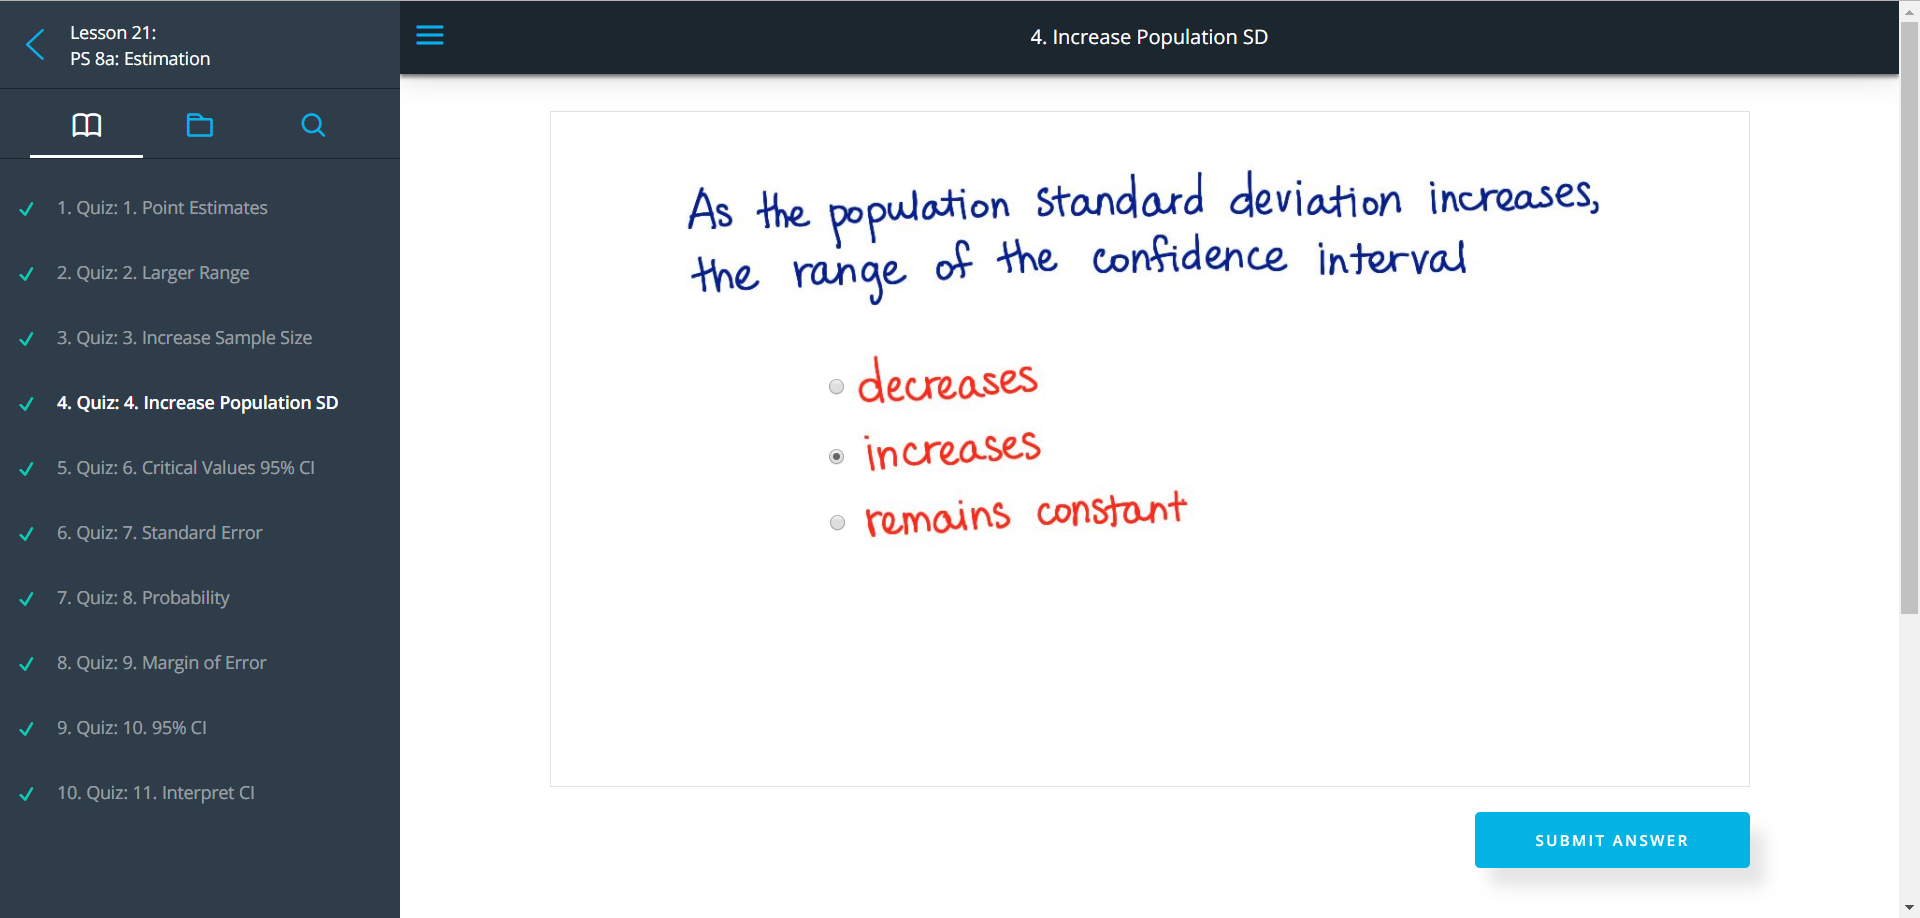 Lesson 21:
PS 8a: Estimation
4. Increase Population SD
1. Quiz: 1. Point Estimates
2. Quiz: 2. Larger Range
3. Quiz: 3. Increase Sample Size
4. Quiz: 4. Increase Population SD
5. Quiz: 6. Critical Values 95% CI
6. Quiz: 7. Standard Error
7. Quiz: 8. Probability
8. Quiz: 9. Margin of Error
9. Quiz: 10. 95% CI
10. Quiz: 11. Interpret CI
As the population standard deviation increases,
the range of the confidence interval
decreases
increases
remains constant
SUBMIT ANSWER